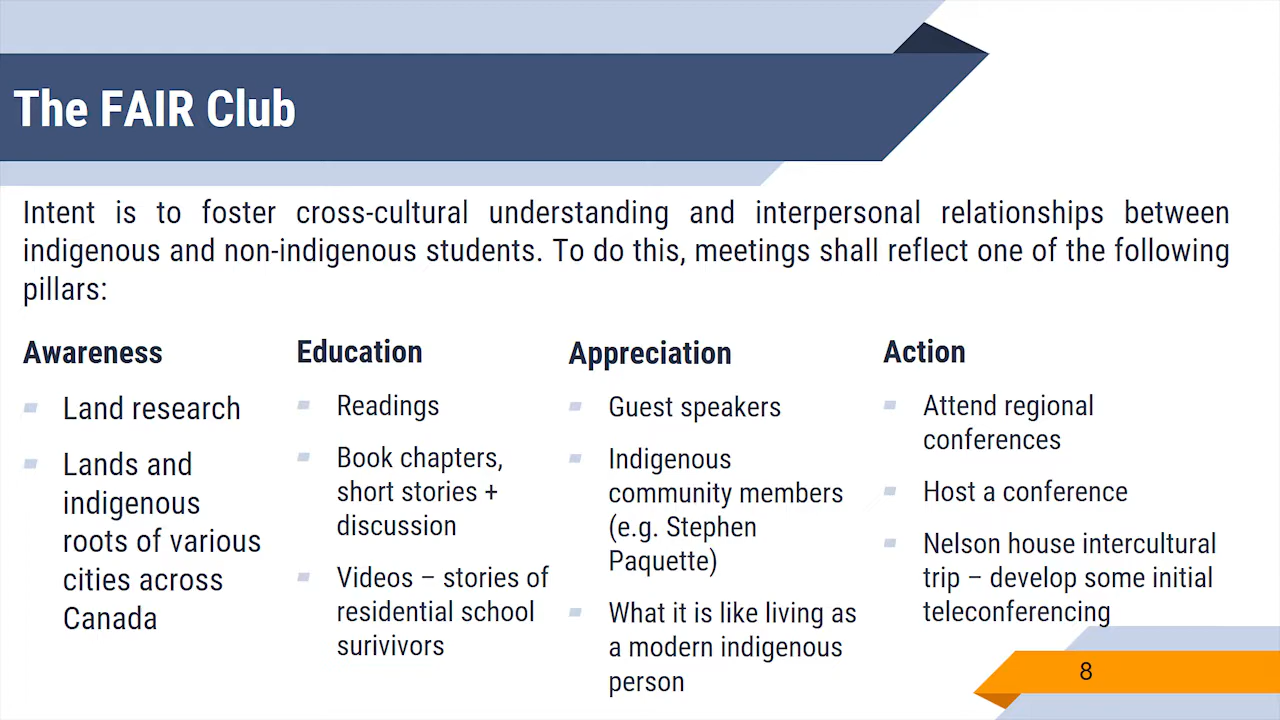 The FAIR Club
Intent is to foster cross-cultural understanding and interpersonal relationships between
indigenous and non-indigenous students. To do this, meetings shall reflect one of the following
pillars:
Awareness
Land research
Lands and
indigenous
roots of various
cities across
Canada
Education
Readings
Book chapters,
short stories +
discussion
Videos – stories of
residential school
surivivors
Appreciation
Guest speakers
Indigenous
community members
(e.g. Stephen
Paquette)
What it is like living as
a modern indigenous
person
Action
Attend regional
conferences
Host a conference
Nelson house intercultural
trip – develop some initial
teleconferencing
8